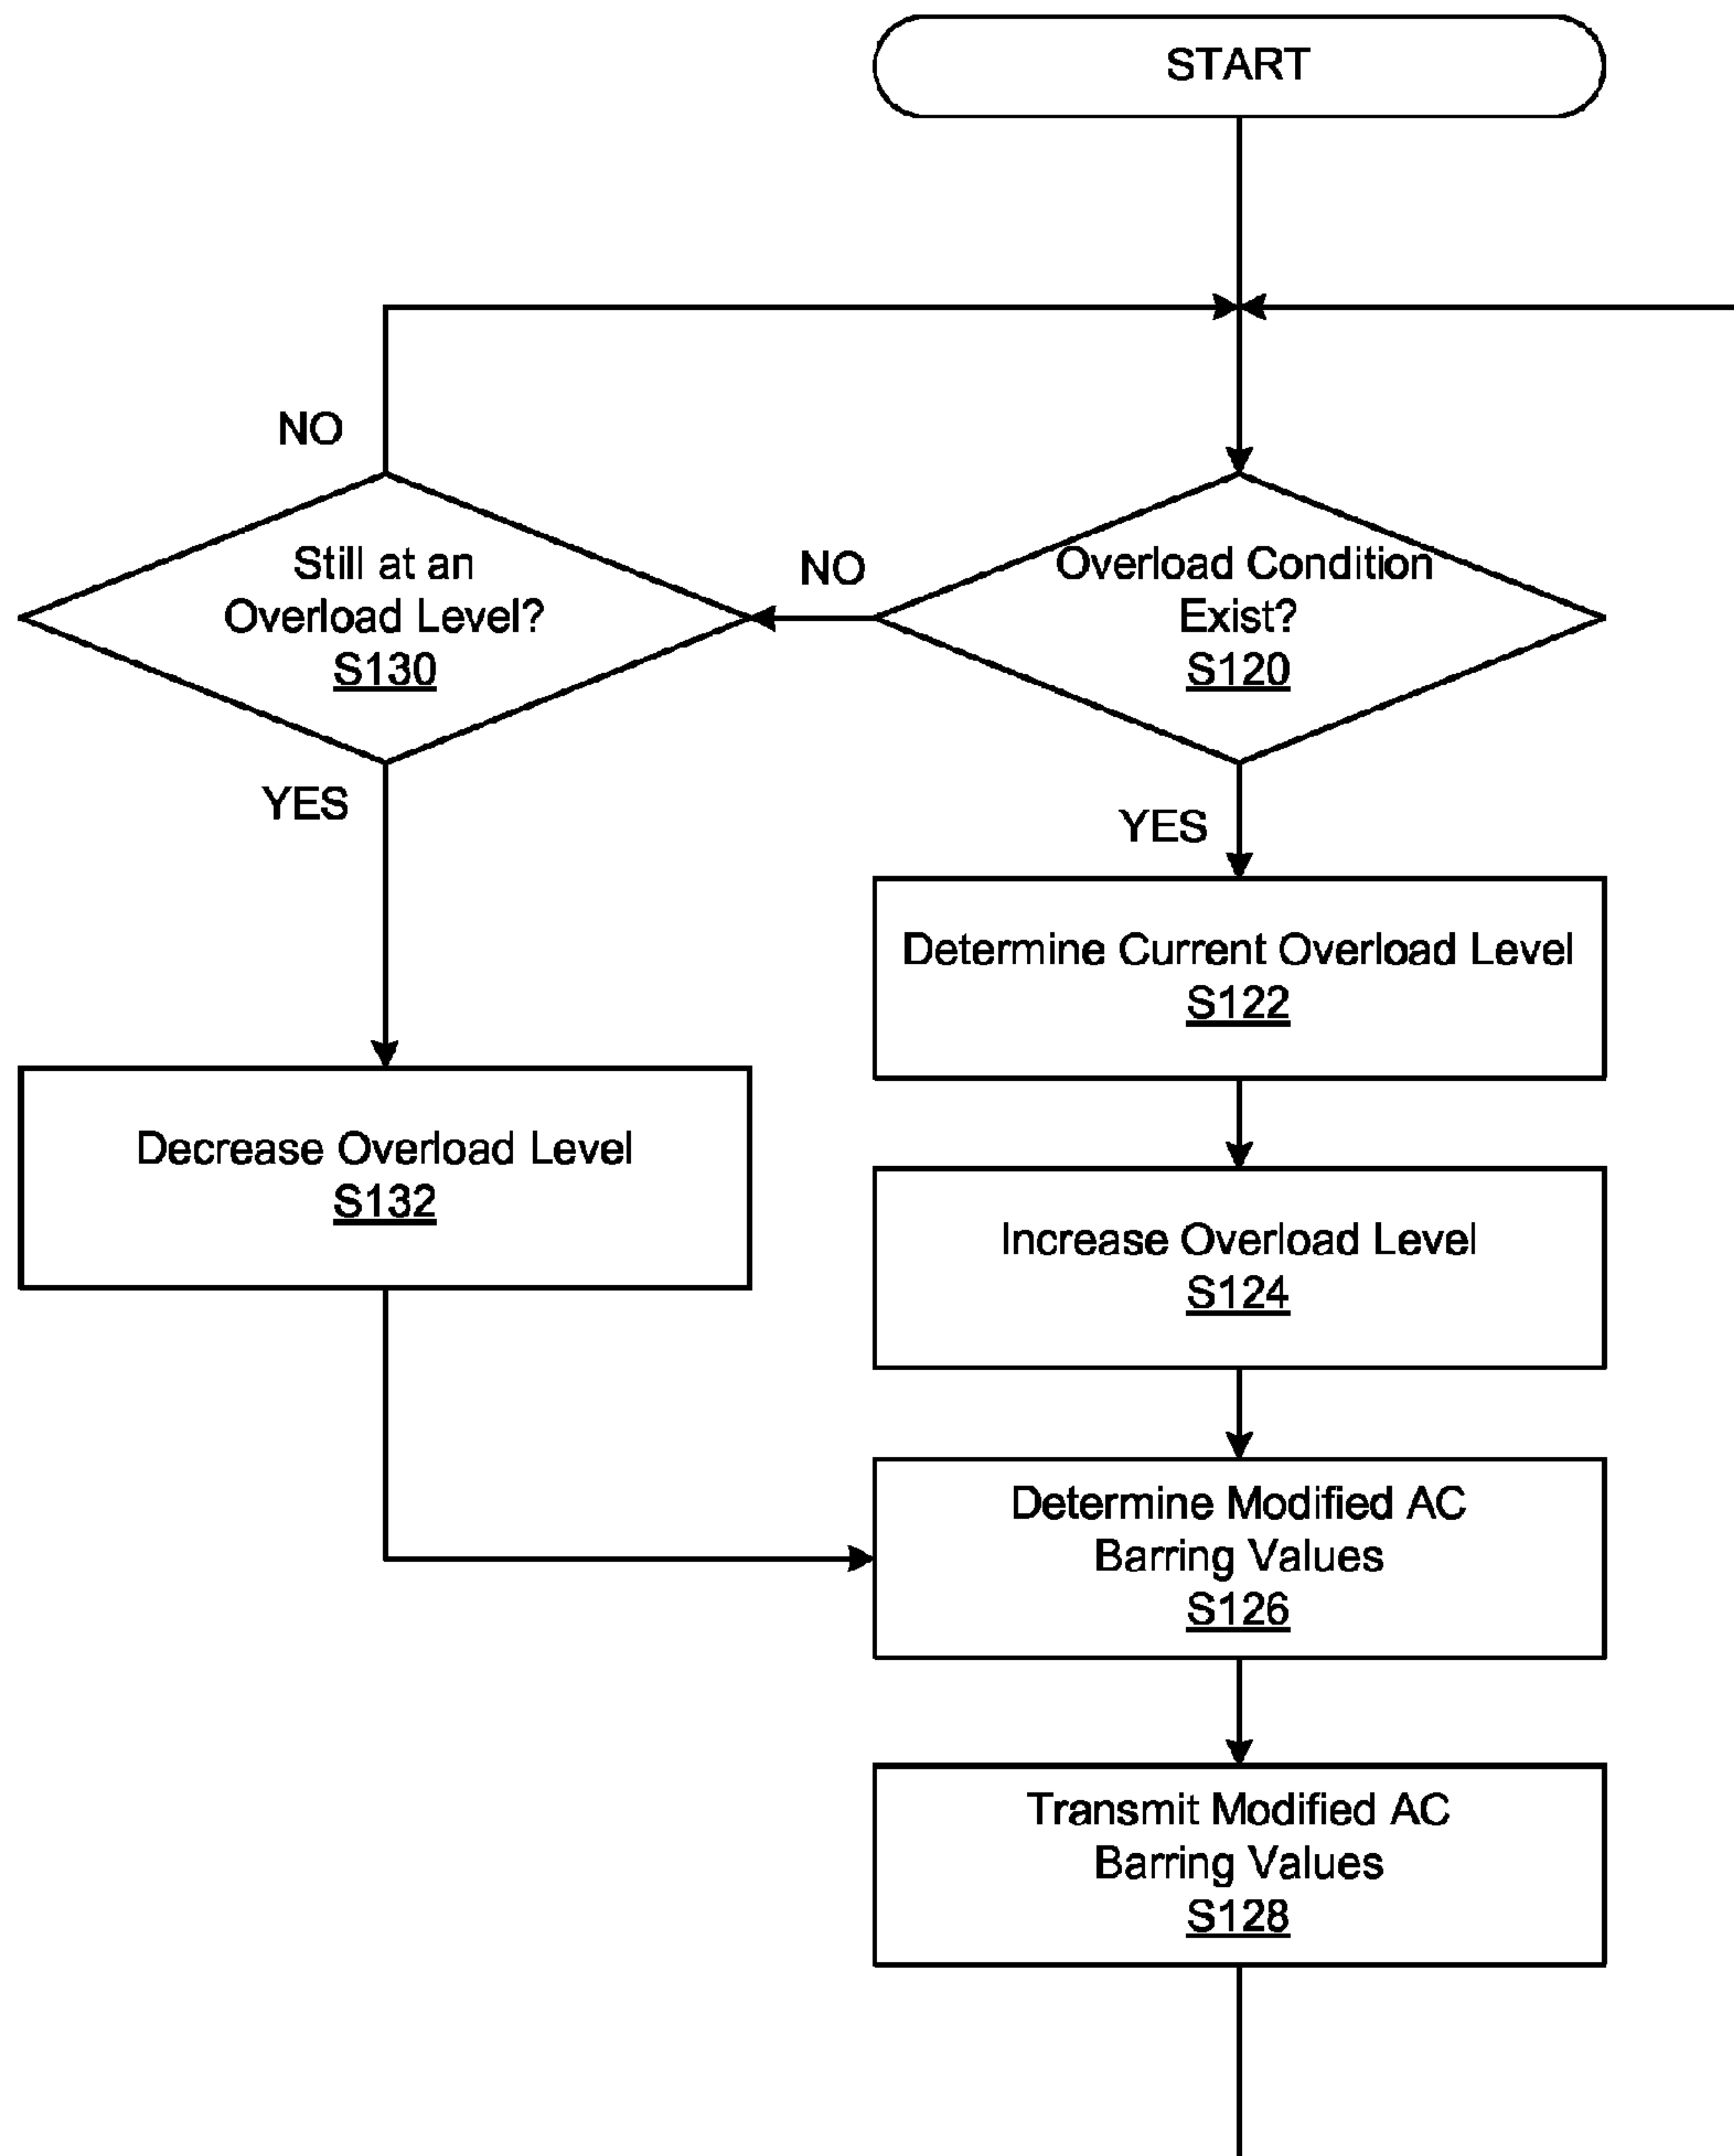 START
NO
Still at an
Overload Level?
S130
NO
Overload Condition
Exist?
S120
YES
YES
Determine Current Overload Level
S122
Decrease Overload Level
S132
Increase Overload Level
S124
Determine Modified AC
Barring Values
S126
Transmit Modified AC
Barring Values
S128